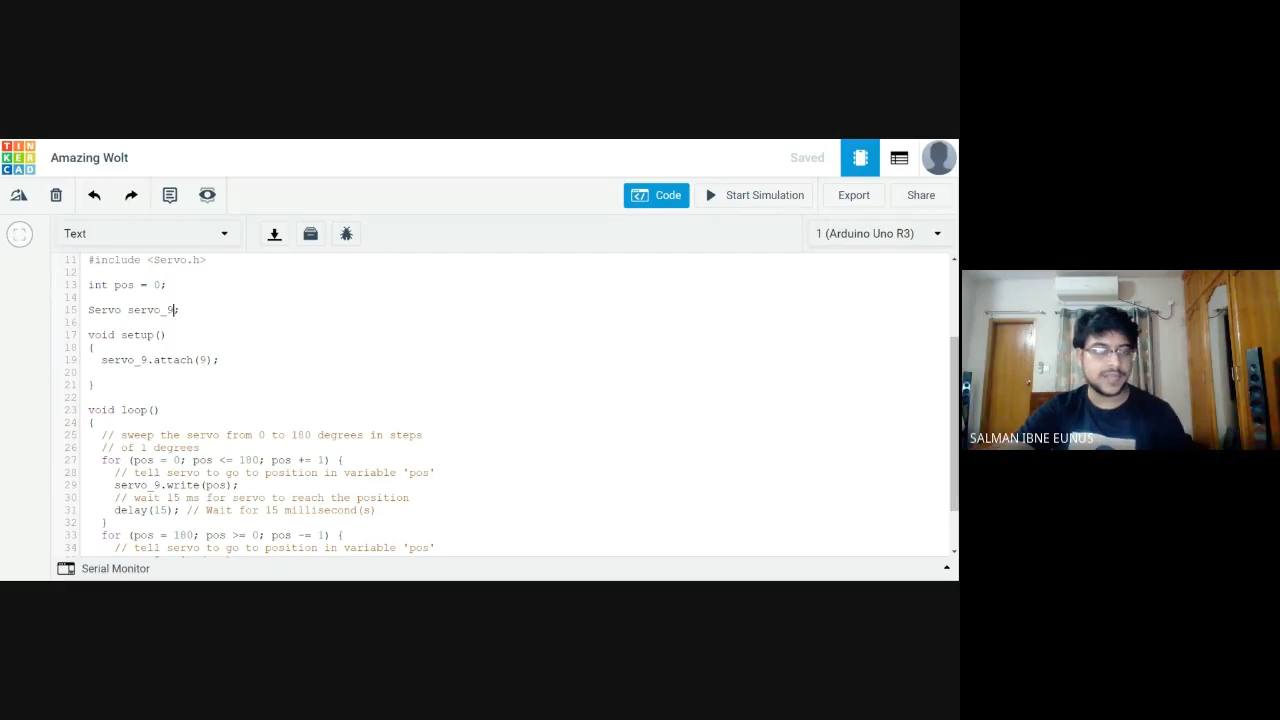 TIN
KER
CAD
Amazing Wolt
Saved
Code
Start Simulation
Export
Share
Text
1 (Arduino Uno R3)
11 #include <Servo.h>
12
13 int pos = 0;
14
15 Servo servo_9;
16
17 void setup()
18 {
19 servo_9.attach(9);
20
21 }
22
23 void loop()
24 {
25 // sweep the servo from 0 to 180 degrees in steps
26 // of 1 degrees
27 for (pos = 0; pos <= 180; pos += 1) {
28 // tell servo to go to position in variable 'pos'
29 servo_9.write(pos);
30 // wait 15 ms for servo to reach the position
31 delay(15); // Wait for 15 millisecond(s)
32 }
33 for (pos = 180; pos >= 0; pos -= 1) {
34 // tell servo to go to position in variable 'pos'
Serial Monitor
SALMAN IBNE EUNUS